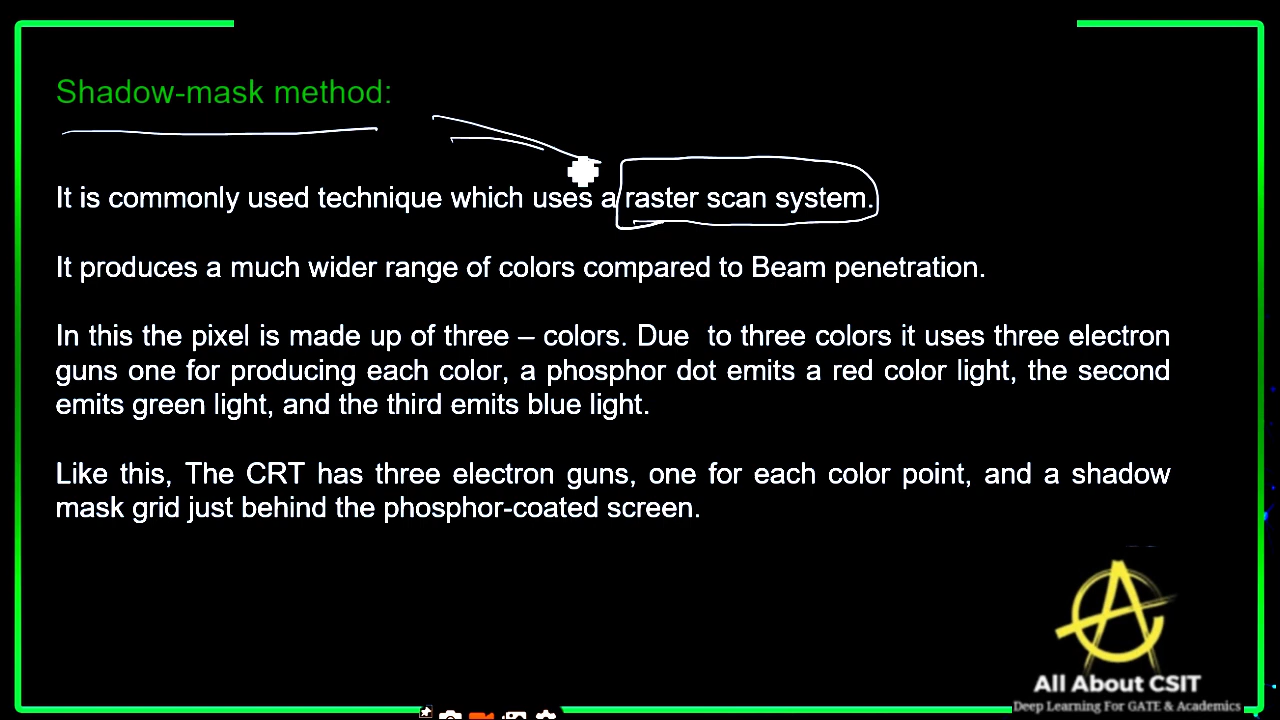 Shadow-mask method:
It is commonly used technique which uses a raster scan system.
It produces a much wider range of colors compared to Beam penetration.
In this the pixel is made up of three – colors. Due to three colors it uses three electron
guns one for producing each color, a phosphor dot emits a red color light, the second
emits green light, and the third emits blue light.
Like this, The CRT has three electron guns, one for each color point, and a shadow
mask grid just behind the phosphor-coated screen.
All About CSIT
Deep Learning For GATE & Academics